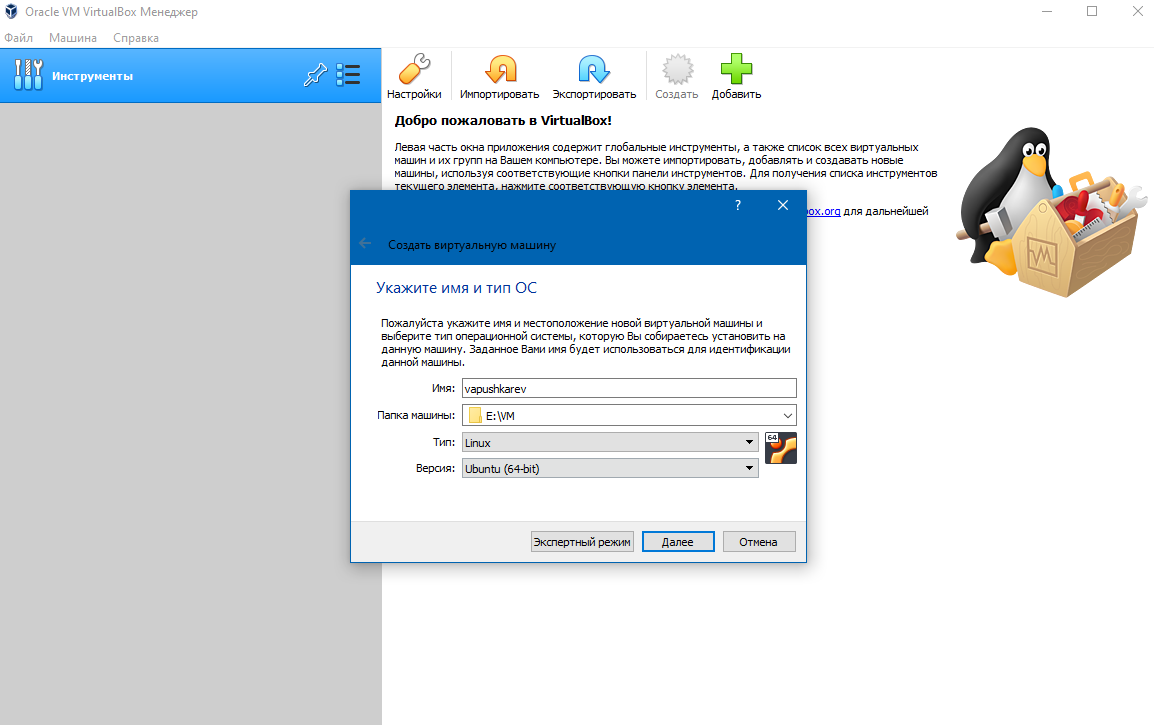 Oracle VM VirtualBox Менеджер
Файл Машина Справка
Инструменты
Настройки Импортировать Экспортировать Создать Добавить
Добро пожаловать в VirtualBox!
Левая часть окна приложения содержит глобальные инструменты, а также список всех виртуальных
машин и их групп на Вашем компьютере. Вы можете импортировать, добавлять и создавать новые
машины, используя соответствующие кнопки панели инструментов. Для получения списка инструментов
текущего элемента, нажмите соответствующую кнопку элемента.
box.org для дальнейшей
?
Создать виртуальную машину
Укажите имя и тип ОС
Пожалуйста укажите имя и местоположение новой виртуальной машины и
выберите тип операционной системы, которую Вы собираетесь установить на
данную машину. Заданное Вами имя будет использоваться для идентификации
данной машины.
Имя: vapushkarev
Папка машины: E:\VM
Тип: Linux
64
Версия: Ubuntu (64-bit)
Экспертный режим Далее Отмена